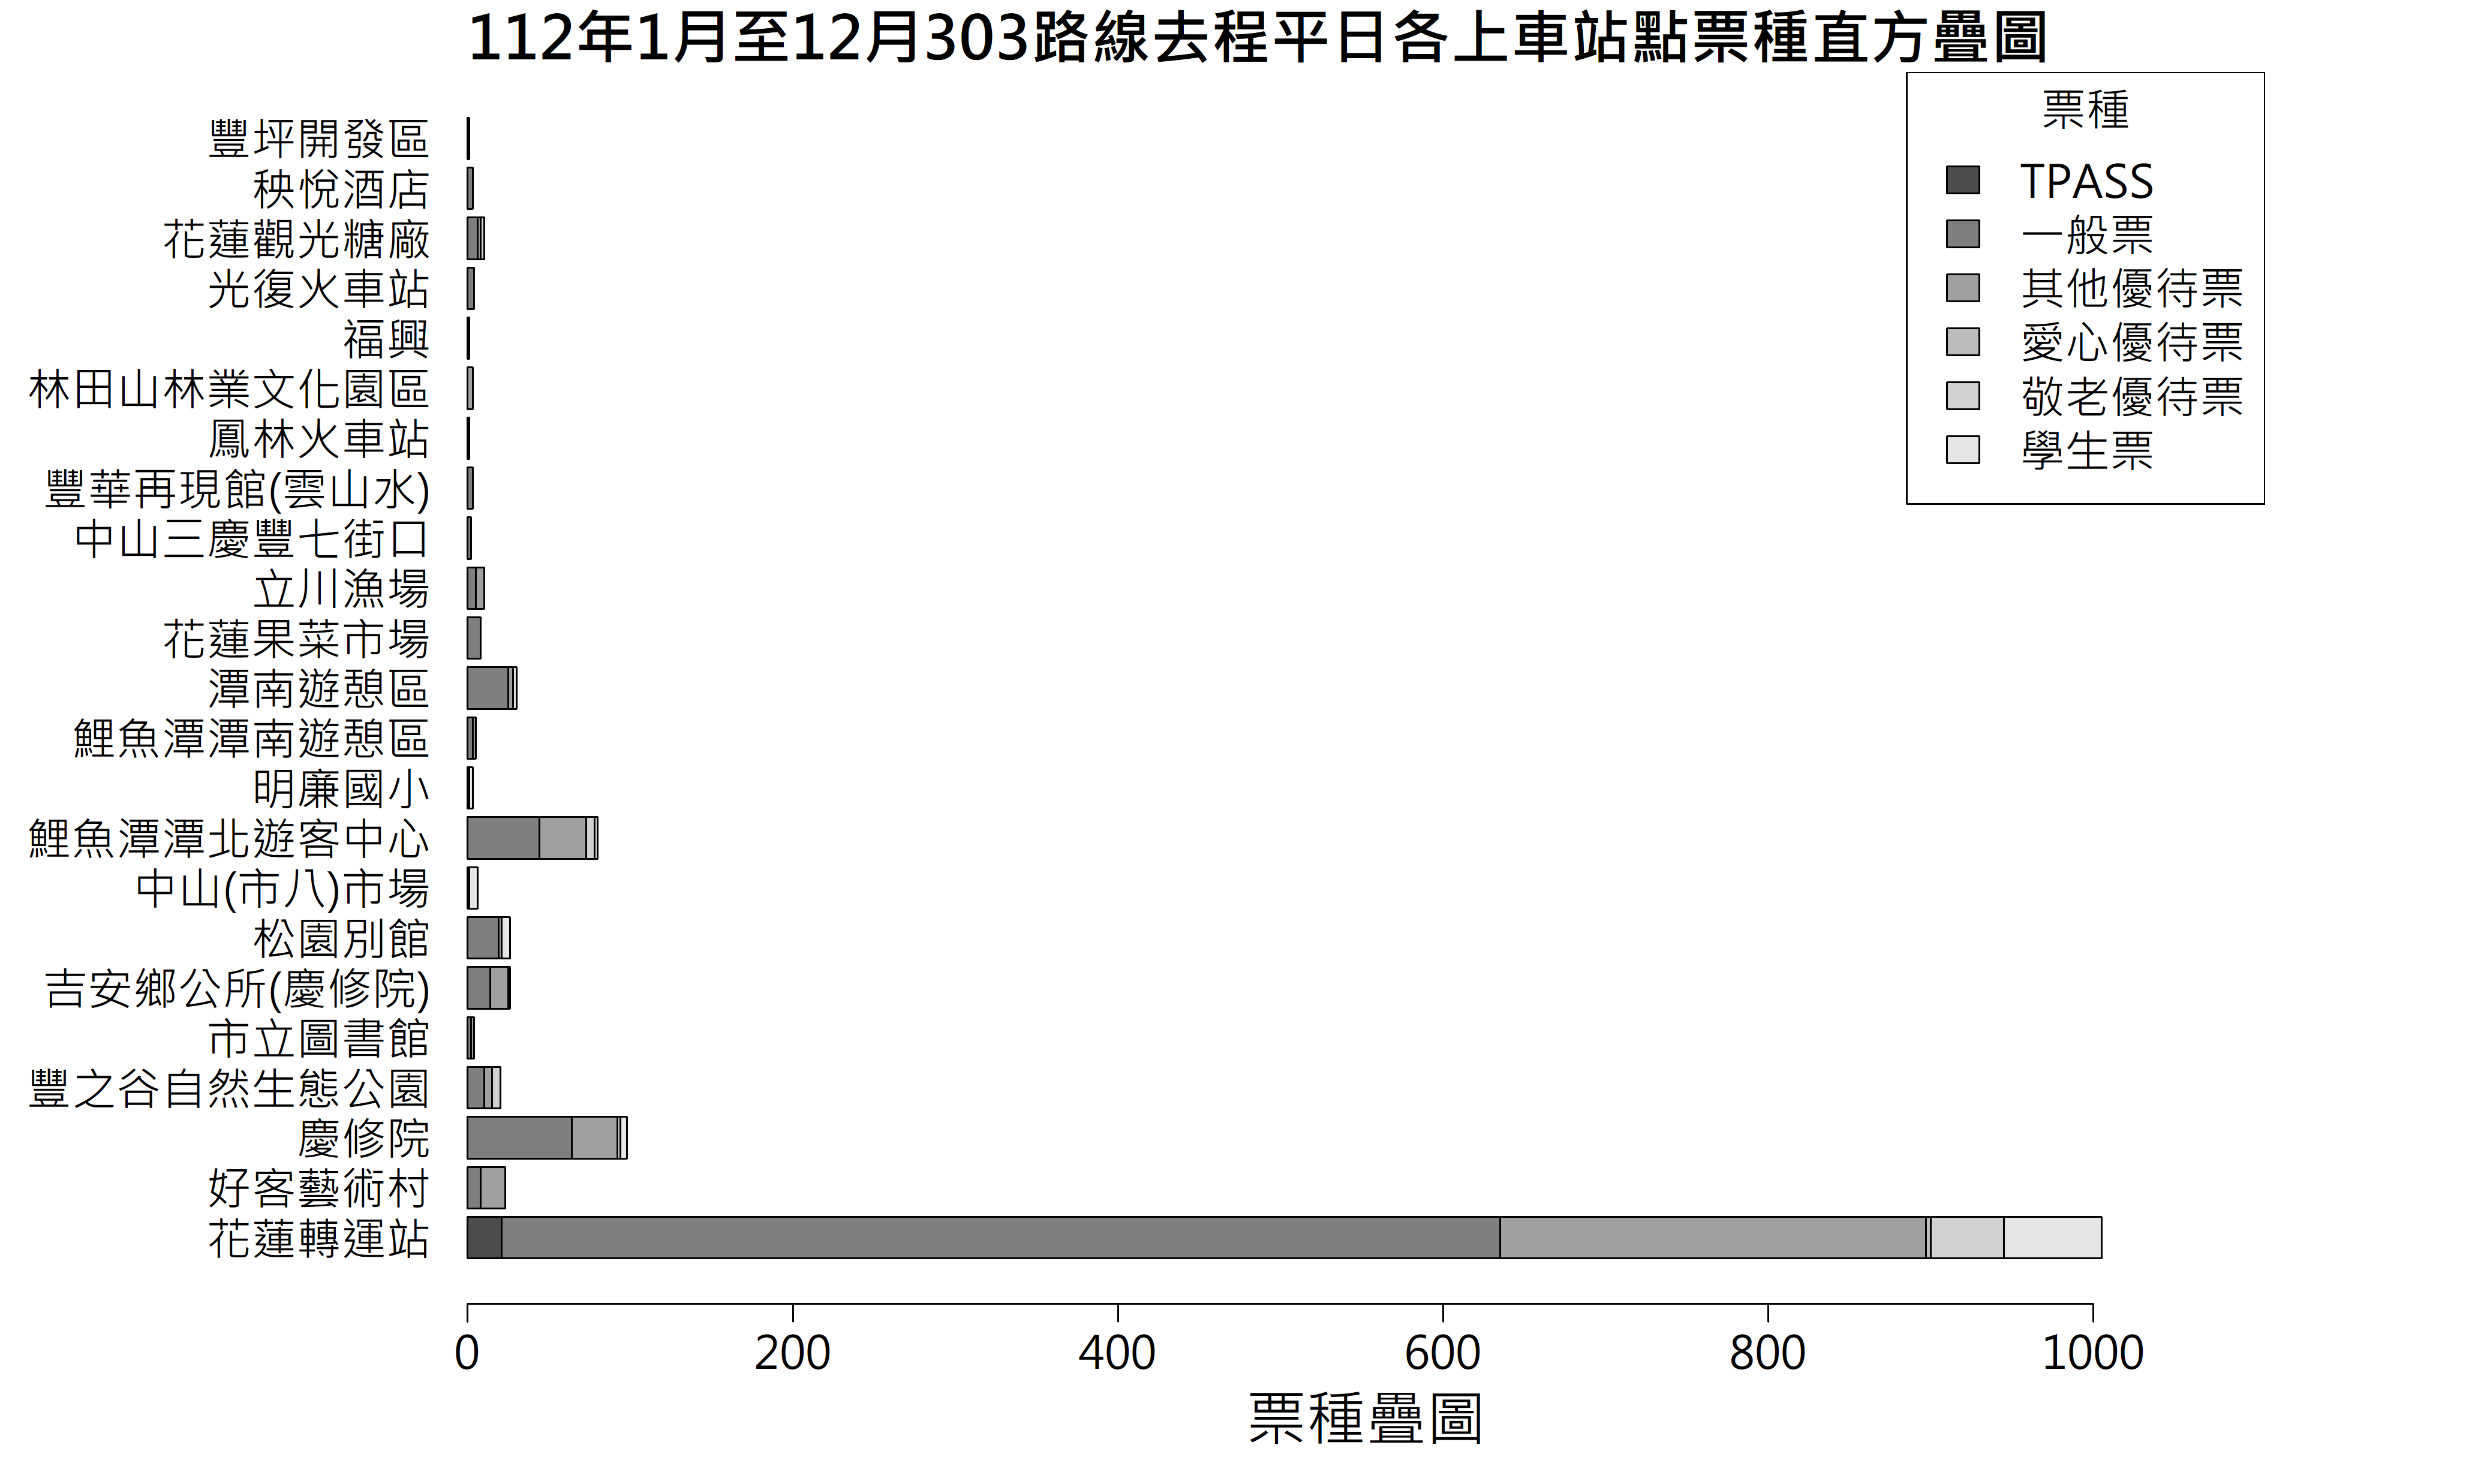 112年1月至12月303路線去程平日各上車站點票種直方疊圖
票種
TPASS
一般票
其他優待票
愛心優待票
敬老優待票
學生票
豐坪開發區
秧悅酒店
花蓮觀光糖廠
光復火車站
福興
林田山林業文化園區
鳳林火車站
豐華再現館(雲山水)
中山三慶豐七街口
立川漁場
花蓮果菜市場
潭南遊憩區
鯉魚潭潭南遊憩區
明廉國小
鯉魚潭潭北遊客中心
中山(市八)市場
松園別館
吉安鄉公所(慶修院)
市立圖書館
豐之谷自然生態公園
慶修院
好客藝術村
花蓮轉運站
0 200 400 600 800 1000
票種疊圖